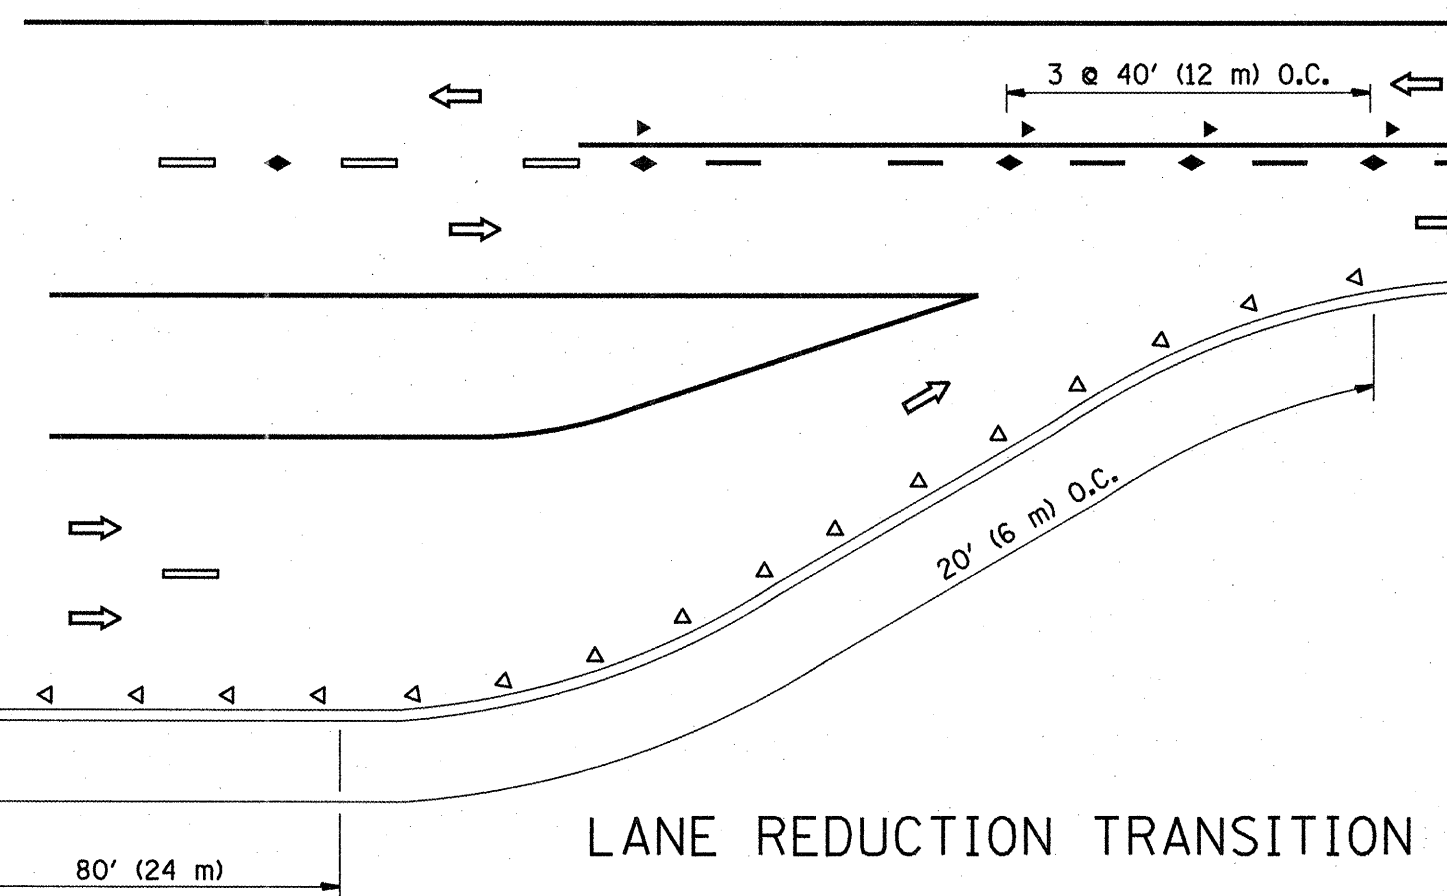 3 @ 40' (12 m) O.C.
20' (6 m) O.C.
LANE REDUCTION TRANSITION
80' (24 m)